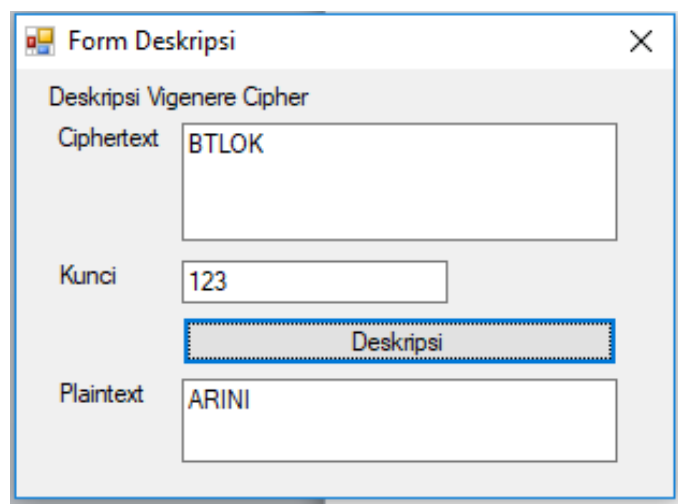 Form Deskripsi
Deskripsi Vigenere Cipher
Ciphertext BTLOK
Kunci 123
Deskripsi
Plaintext ARINI